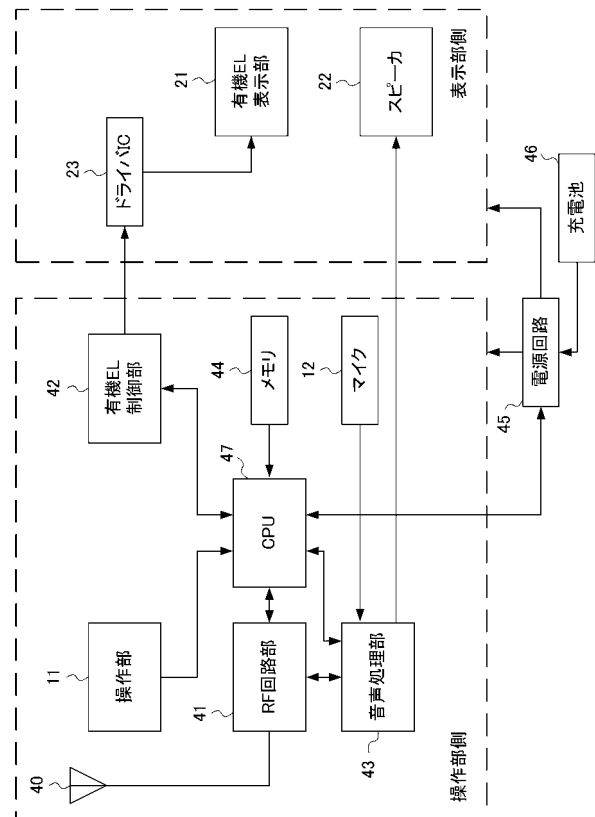 40
11
操作部
41
RF回路部
43
音声処理部
操作部側
42
有機EL
制御部
47
CPU
44
メモリ
12
マイク
45
電源回路
46
充電池
23
ドライバIC
21
有機EL
表示部
22
スピーカ
表示部側